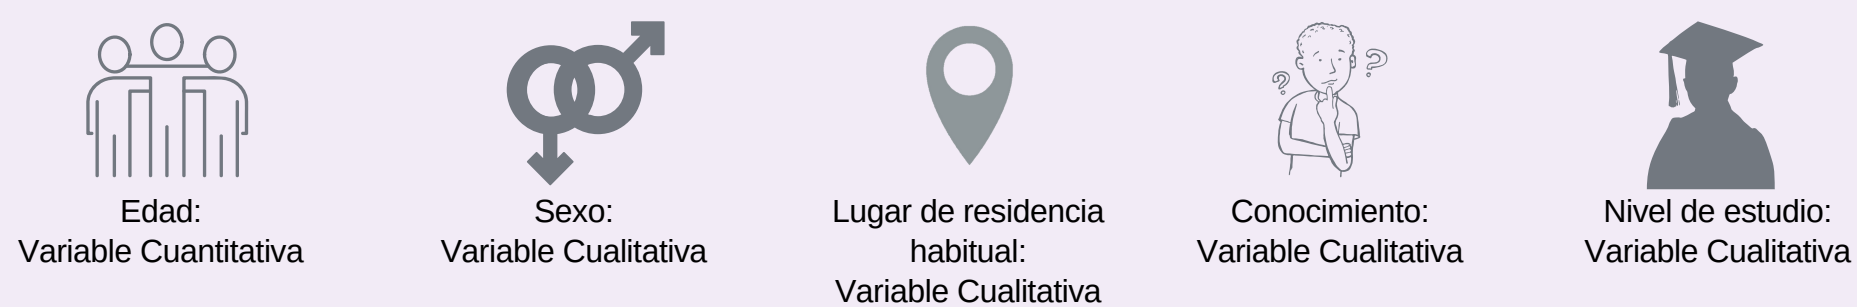 Edad:
Variable Cuantitativa
Sexo:
Variable Cualitativa
Lugar de residencia
habitual:
Variable Cualitativa
Conocimiento:
Variable Cualitativa
Nivel de estudio:
Variable Cualitativa